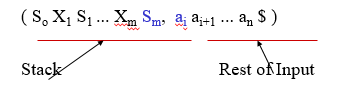 ( Sₒ X₁ S₁ ... Xₘ Sₘ, aᵢ aᵢ₊₁ ... aₙ $ )
Stack Rest of Input